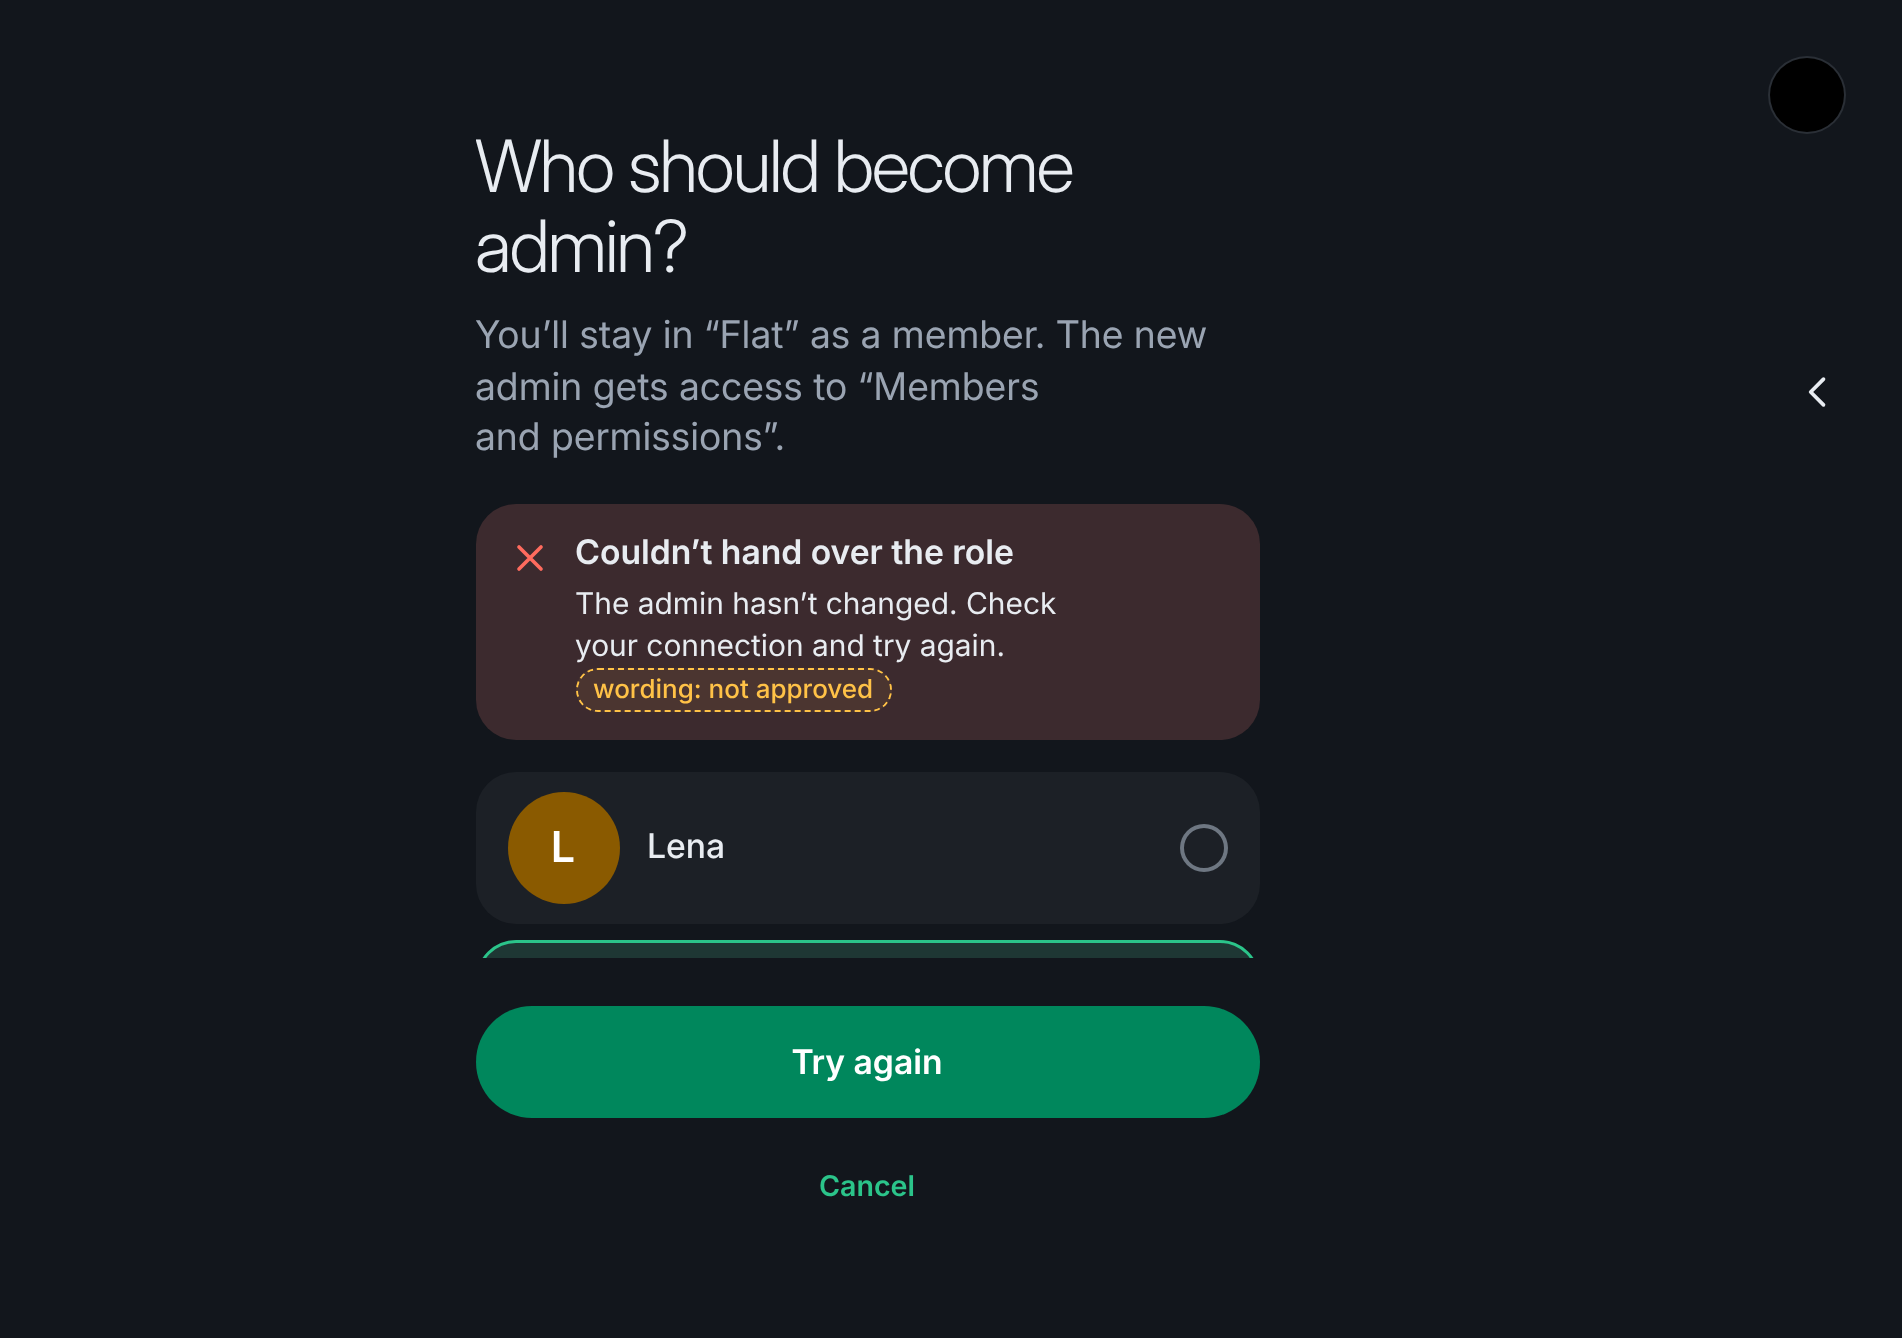 Who should become
admin?
You’ll stay in “Flat” as a member. The new
admin gets access to “Members
and permissions”.
Couldn’t hand over the role
The admin hasn’t changed. Check
your connection and try again.
wording: not approved
L
Lena
Try again
Cancel